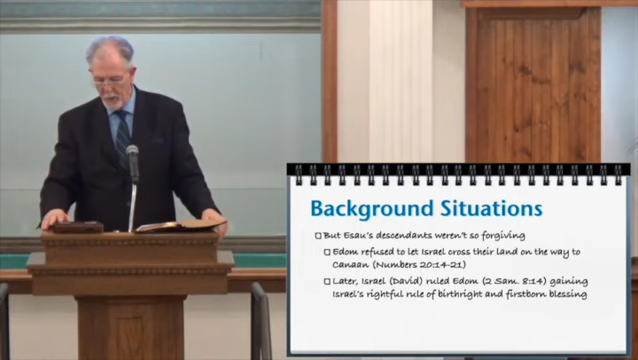 Background Situations
But Esau's descendants weren't so forgiving
Edom refused to let Israel cross their land on the way to
Canaan (Numbers 20:14-21)
Later, Israel (David) ruled Edom (2 Sam. 8:14) gaining
Israel's rightful rule of birthright and firstborn blessing